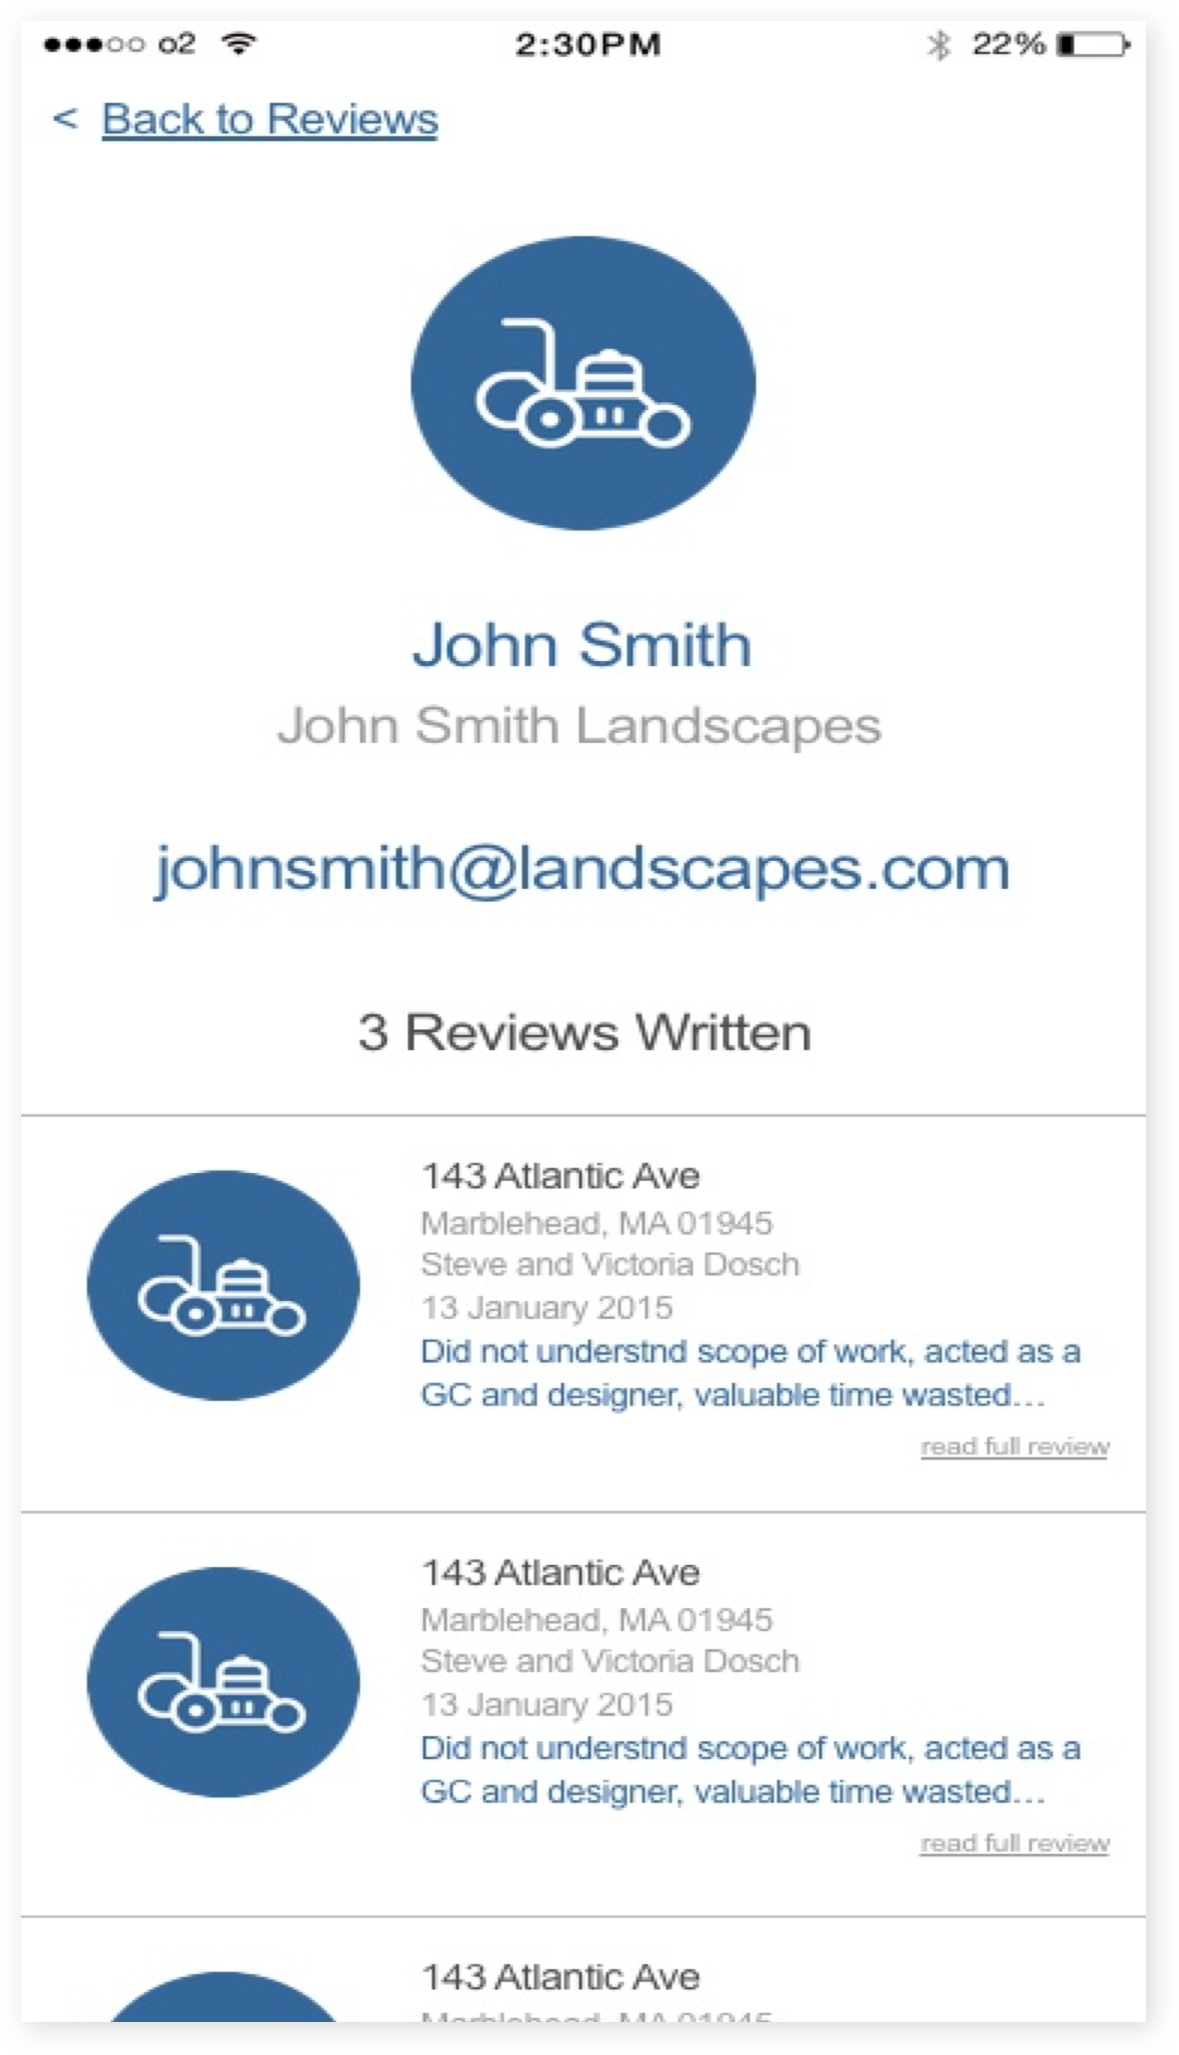 o2 2:30PM 22%
< Back to Reviews
John Smith
John Smith Landscapes
johnsmith@landscapes.com
3 Reviews Written
143 Atlantic Ave
Marblehead, MA 01945
Steve and Victoria Dosch
13 January 2015
Did not understnd scope of work, acted as a
GC and designer, valuable time wasted...
read full review
143 Atlantic Ave
Marblehead, MA 01945
Steve and Victoria Dosch
13 January 2015
Did not understnd scope of work, acted as a
GC and designer, valuable time wasted...
read full review
143 Atlantic Ave
Marblehead, MA 01945